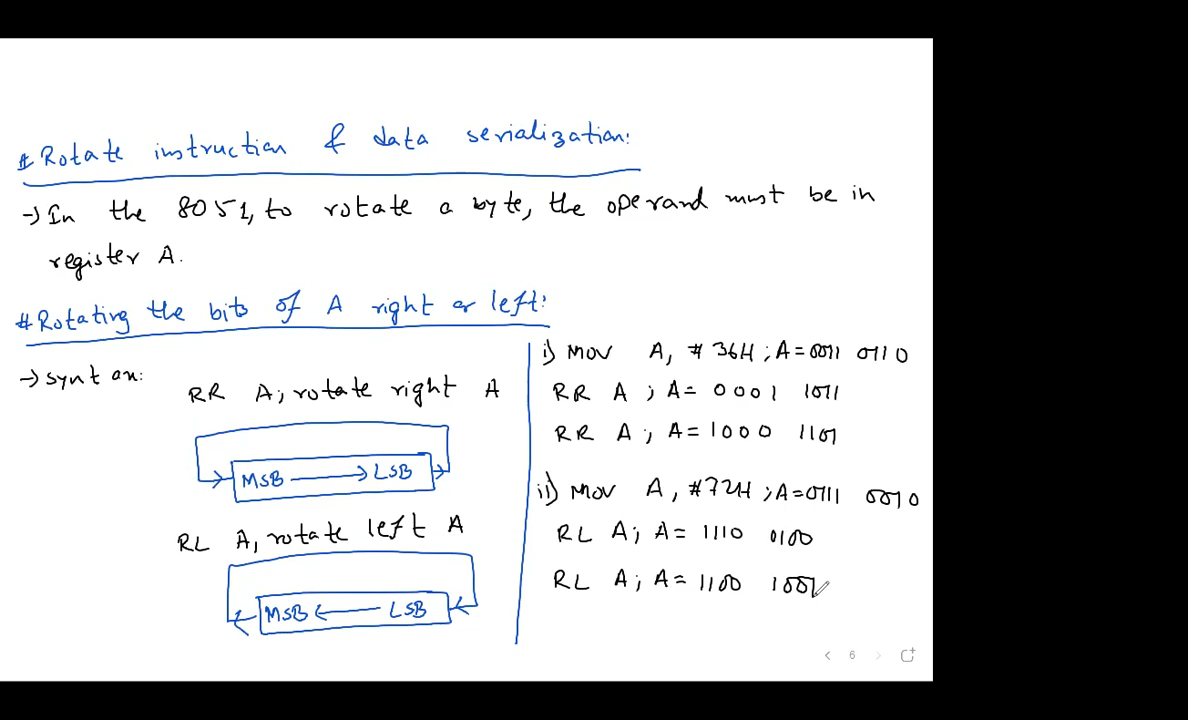 # Rotate instruction & data serialization:
→ In the 8051, to rotate a byte, the operand must be in
register A.
# Rotating the bits of A right or left:
→ syntax:
RR A; rotate right A
MSB → LSB
RL A, rotate left A
MSB ← LSB
i) MOV A, # 36H ; A=0011 0110
RR A ; A= 0001 1011
RR A ; A=1000 1101
ii) MOV A, #72H ; A=0111 0010
RL A ; A= 1110 0100
RL A ; A= 1100 1001
6